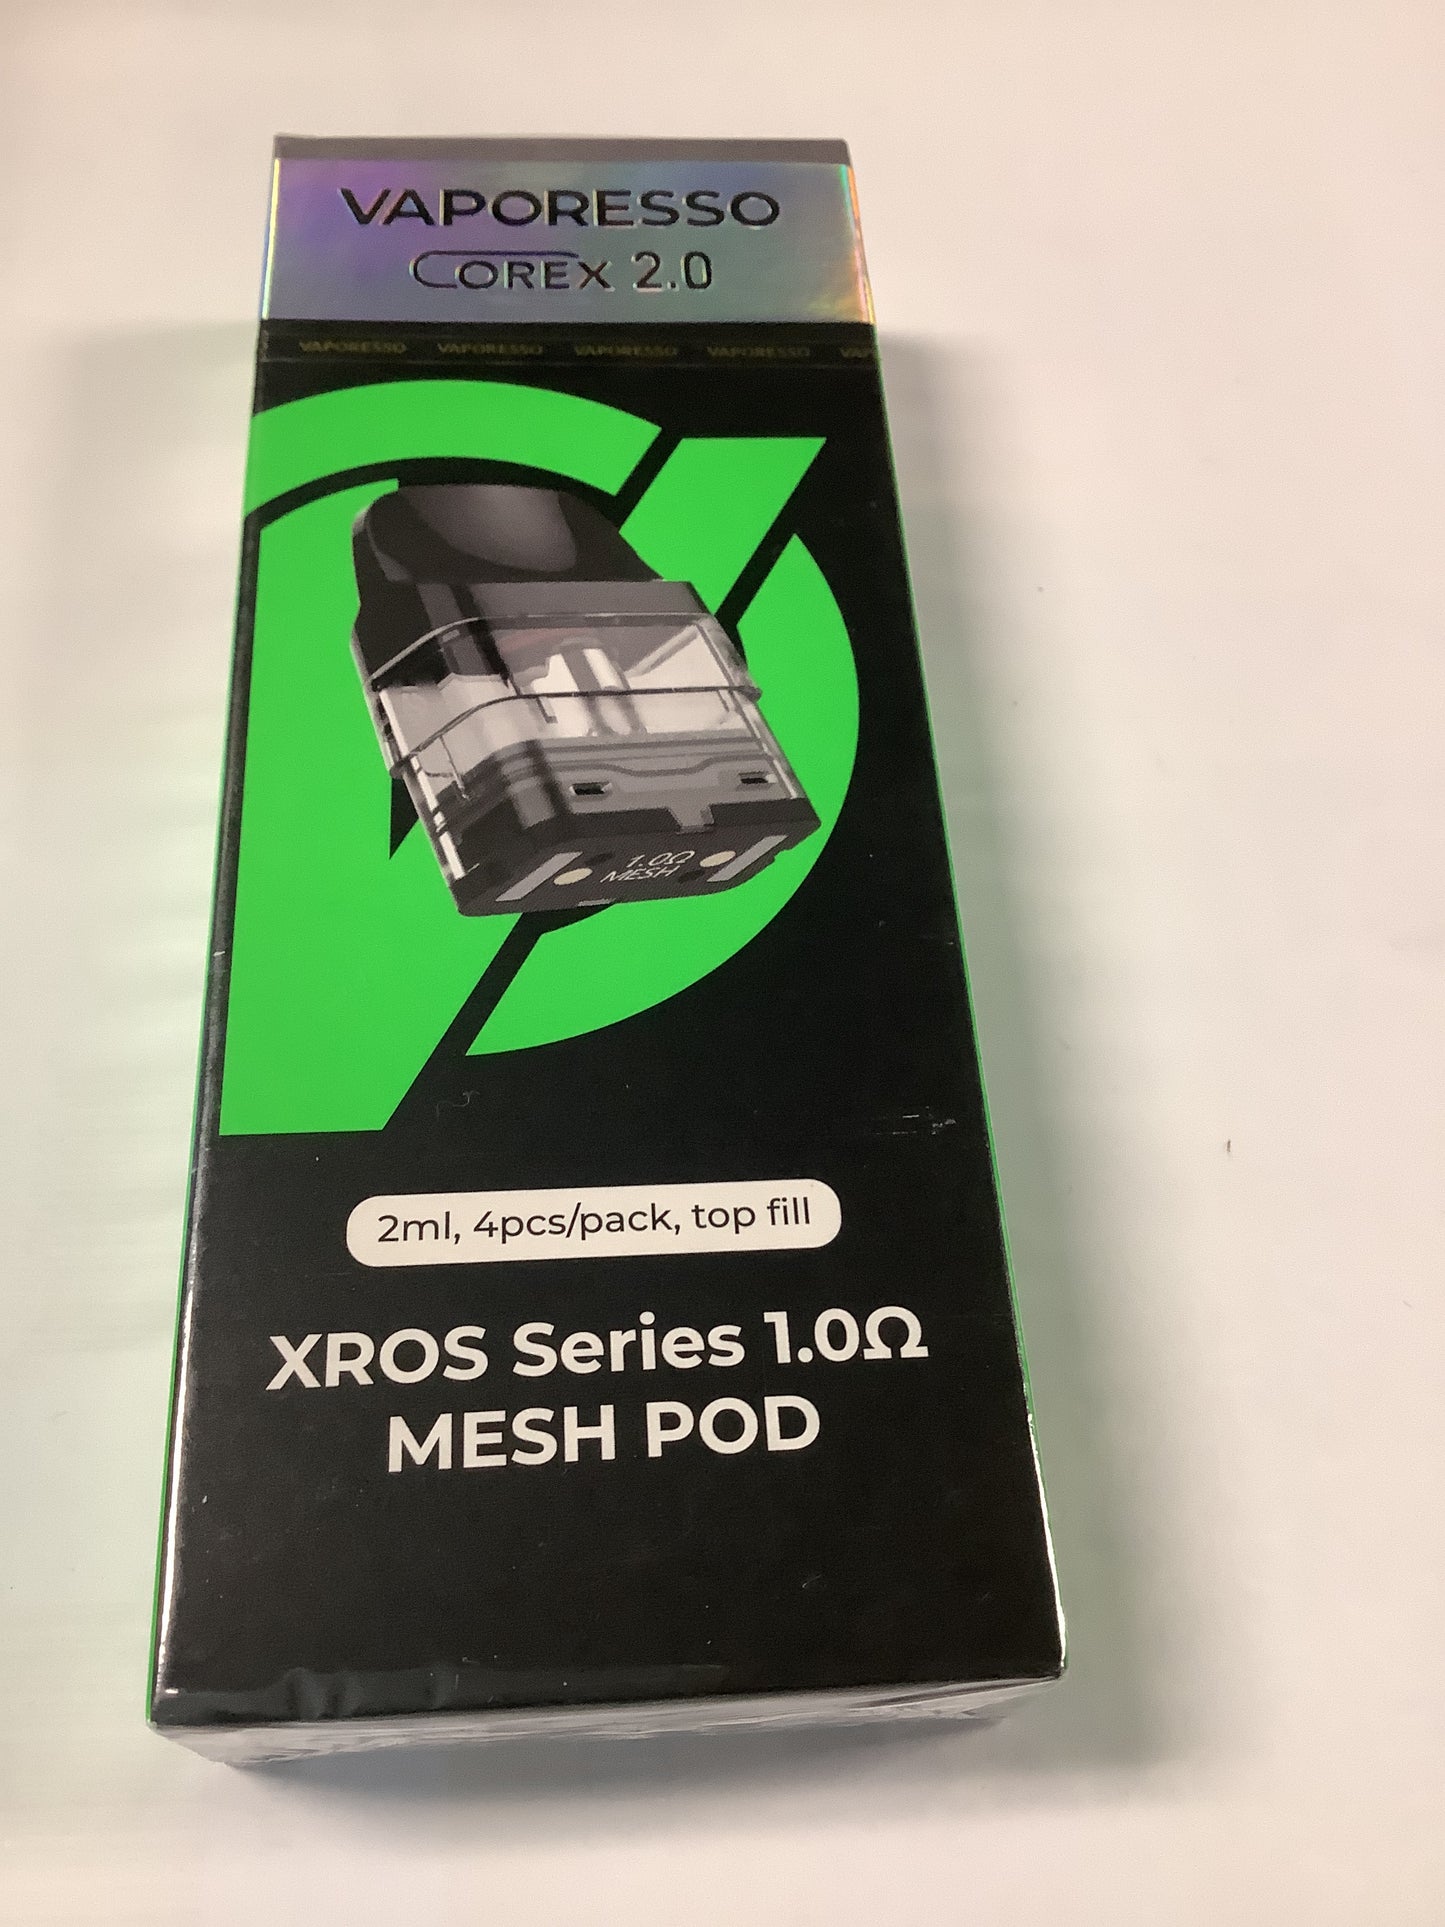 VAPORESSO
COREX 2.0
VAPORESSO VAPORESSO VAPORESSO VAPORESSO VAP
1.0Ω
MESH
2ml, 4pcs/pack, top fill
XROS Series 1.0Ω
MESH POD